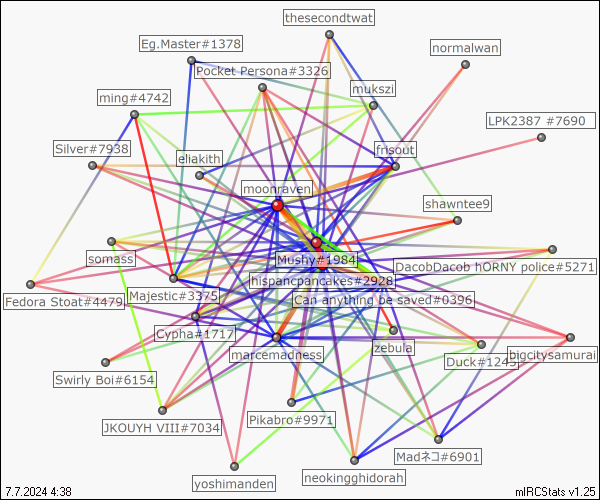 thesecondtwat
Eg.Master#1378
normalwan
Pocket Persona#3326
mukszi
ming#4742
LPK2387 #7690
Silver#7938
eliakith
frisout
moonraven
shawntee9
somass
Mushy#1984
DacobDacob hORNY police#5271
hispancpancakes#2928
Fedora Stoat#4479
Majestic#3375
Can anything be saved#0396
Cypha#1717
marcemadness
zebula
Duck#1243
bigcitysamurai
Swirly Boi#6154
JKOUYH VIII#7034
Pikabro#9971
Madネコ#6901
yoshimanden
neokingghidorah
7.7.2024 4:38
mIRCStats v1.25